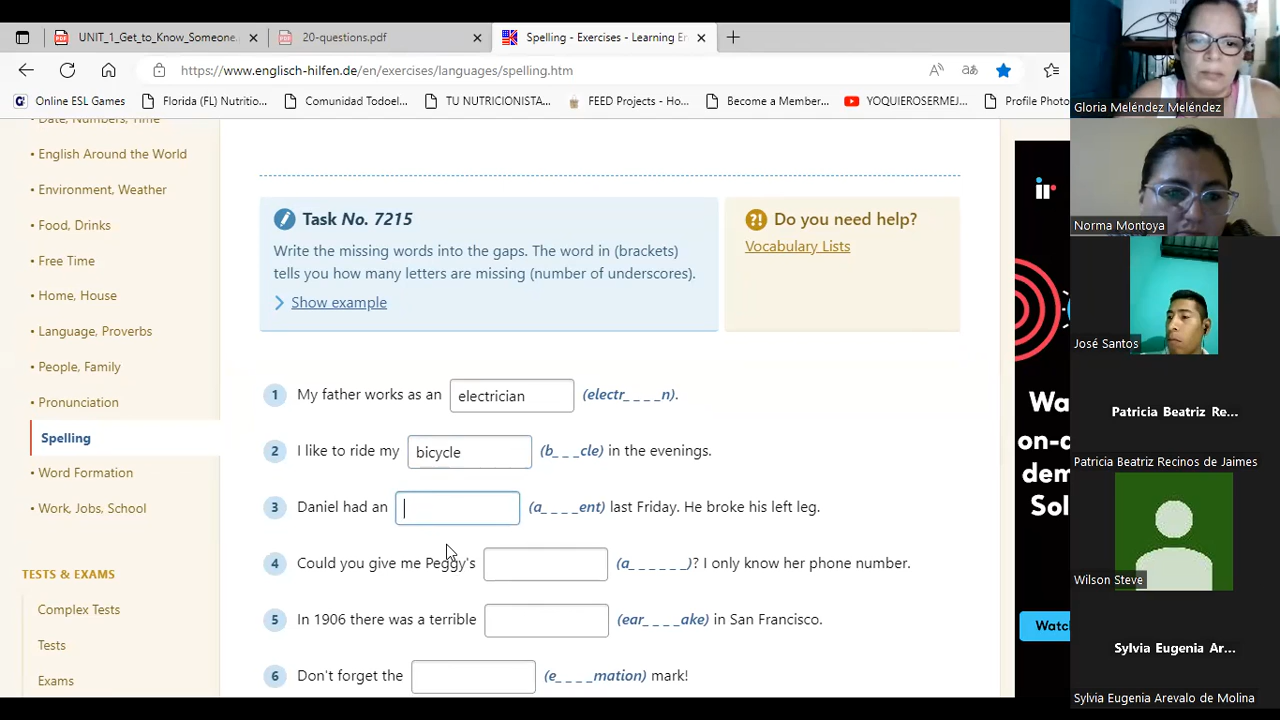 UNIT_1_Get_to_Know_Someone.
20-questions.pdf
Spelling - Exercises - Learning En
https://www.englisch-hilfen.de/en/exercises/languages/spelling.htm
Online ESL Games
Florida (FL) Nutritio...
Comunidad Todoel...
TU NUTRICIONISTA...
FEED Projects - Ho...
Become a Member...
YOQUIEROSERMEJ...
Profile Photo
• Date, Numbers, Time
• English Around the World
• Environment, Weather
• Food, Drinks
• Free Time
• Home, House
• Language, Proverbs
• People, Family
• Pronunciation
Spelling
• Word Formation
• Work, Jobs, School
TESTS & EXAMS
Complex Tests
Tests
Exams
Task No. 7215
Write the missing words into the gaps. The word in (brackets)
tells you how many letters are missing (number of underscores).
Show example
?! Do you need help?
Vocabulary Lists
1 My father works as an electrician (electr_ _ _ _n).
2 I like to ride my bicycle (b_ _ _cle) in the evenings.
3 Daniel had an (a_ _ _ _ent) last Friday. He broke his left leg.
4 Could you give me Peggy's (a_ _ _ _ _ _)? I only know her phone number.
5 In 1906 there was a terrible (ear_ _ _ _ake) in San Francisco.
6 Don't forget the (e_ _ _ _mation) mark!
Wa
on-d
dem
Sol
Watc
Gloria Meléndez Meléndez
Norma Montoya
José Santos
Patricia Beatriz Re...
Patricia Beatriz Recinos de Jaimes
Wilson Steve
Sylvia Eugenia Ar...
Sylvia Eugenia Arevalo de Molina